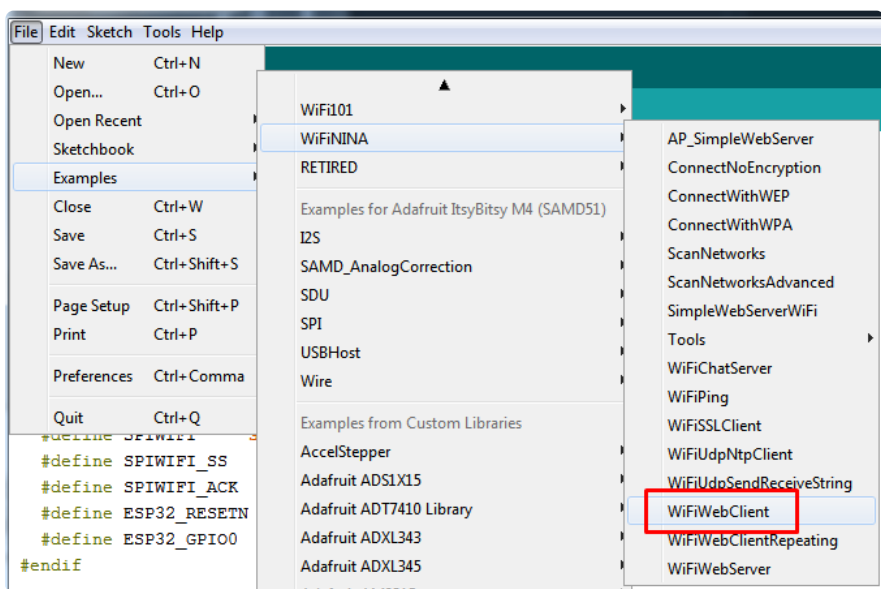 File Edit Sketch Tools Help
New Ctrl+N
Open... Ctrl+O
Open Recent
Sketchbook
Examples
Close Ctrl+W
Save Ctrl+S
Save As... Ctrl+Shift+S
Page Setup Ctrl+Shift+P
Print Ctrl+P
Preferences Ctrl+Comma
Quit Ctrl+Q
WiFi101
WiFiNINA
RETIRED
Examples for Adafruit ItsyBitsy M4 (SAMD51)
I2S
SAMD_AnalogCorrection
SDU
SPI
USBHost
Wire
Examples from Custom Libraries
AccelStepper
Adafruit ADS1X15
Adafruit ADT7410 Library
Adafruit ADXL343
Adafruit ADXL345
AP_SimpleWebServer
ConnectNoEncryption
ConnectWithWEP
ConnectWithWPA
ScanNetworks
ScanNetworksAdvanced
SimpleWebServerWiFi
Tools
WiFiChatServer
WiFiPing
WiFiSSLClient
WiFiUdpNtpClient
WiFiUdpSendReceiveString
WiFiWebClient
WiFiWebClientRepeating
WiFiWebServer
#define SPIWIFI
#define SPIWIFI_SS
#define SPIWIFI_ACK
#define ESP32_RESETN
#define ESP32_GPIO0
#endif